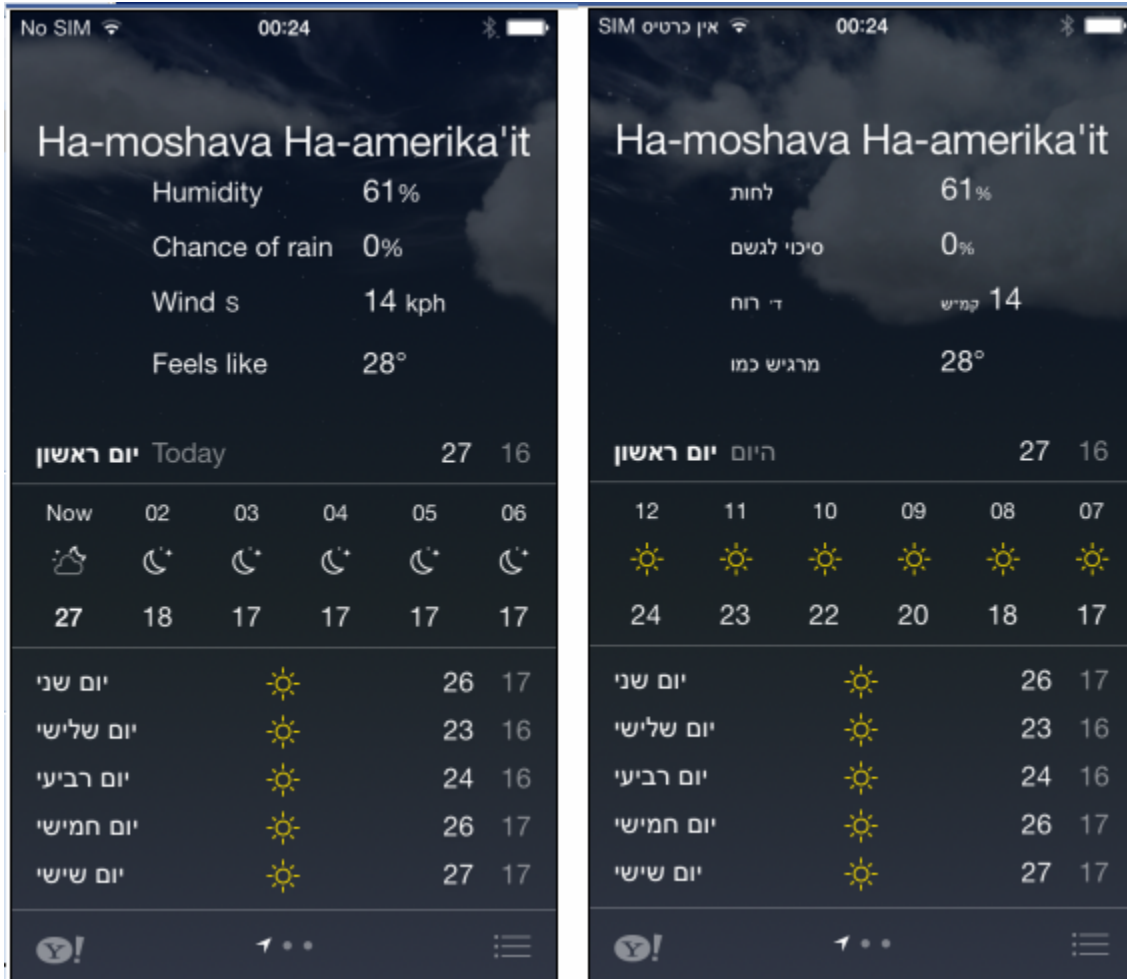 No SIM 00:24
Ha-moshava Ha-amerika'it
Humidity 61%
Chance of rain 0%
Wind s 14 kph
Feels like 28°
יום ראשון Today 27 16
Now 02 03 04 05 06
27 18 17 17 17 17
יום שני 26 17
יום שלישי 23 16
יום רביעי 24 16
יום חמישי 26 17
יום שישי 27 17
Y!
אין כרטיס SIM 00:24
Ha-moshava Ha-amerika'it
לחות 61%
סיכוי לגשם 0%
די רוח 14 קמ״ש
מרגיש כמו 28°
יום ראשון היום 27 16
12 11 10 09 08 07
24 23 22 20 18 17
יום שני 26 17
יום שלישי 23 16
יום רביעי 24 16
יום חמישי 26 17
יום שישי 27 17
Y!